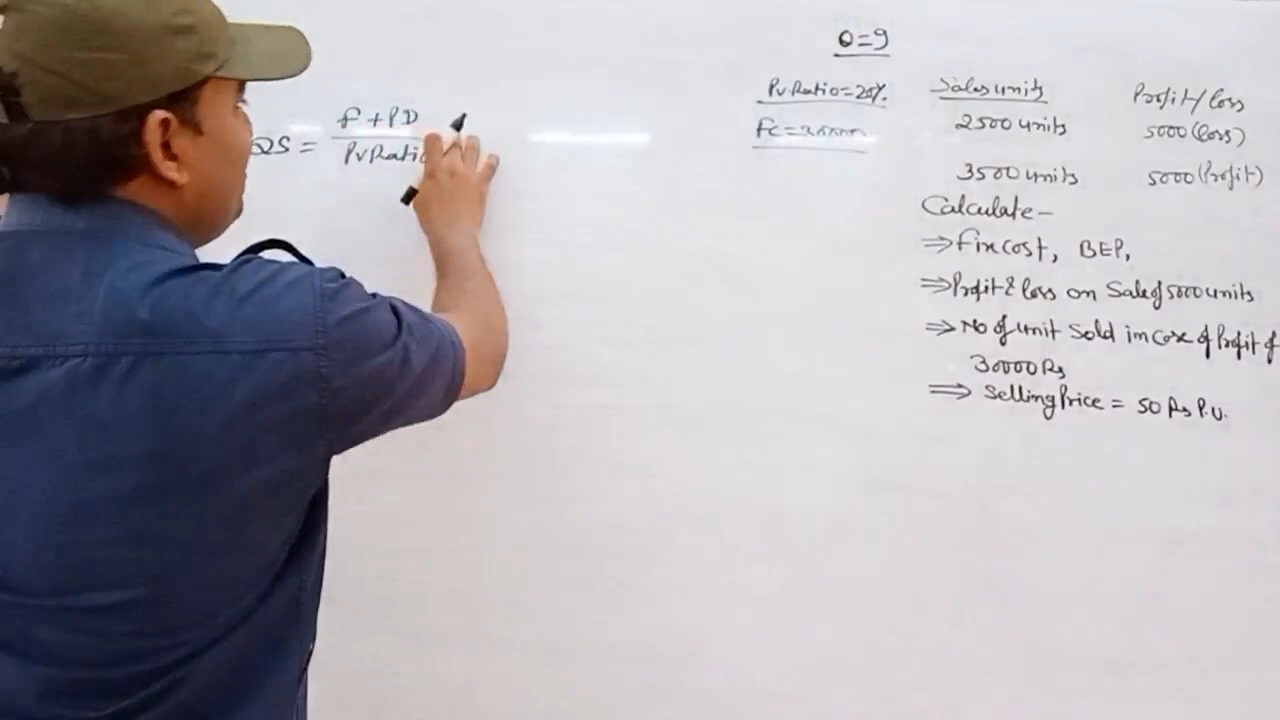 QS = F + PD
PV Ratio
Q=9
PV Ratio = 20%.
FC =
Sales units Profit/loss
2500 units 5000 (loss)
3500 units 5000 (Profit)
Calculate -
⇒ Fix cost, BEP,
⇒ Profit & loss on Sale of 5000 units
⇒ No of unit Sold in Case of Profit of
30000 Rs
⇒ Selling Price = 50 Rs P.U.